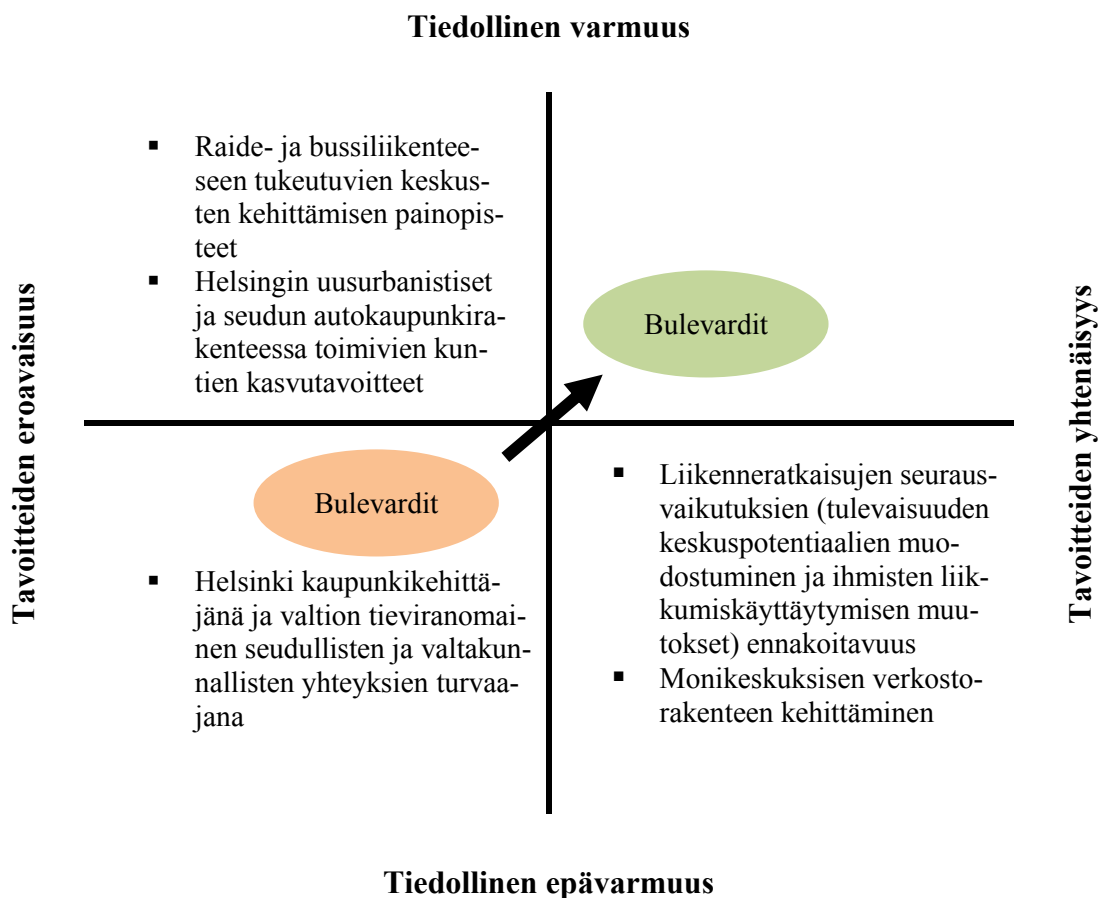 Tiedollinen varmuus
▪ Raide- ja bussiliikentee-
seen tukeutuvien keskus-
ten kehittämisen painopis-
teet
▪ Helsingin uusurbanistiset
ja seudun autokaupunkira-
kenteessa toimivien kun-
tien kasvutavoitteet
Bulevardit
Tavoitteiden eroavaisuus
Tavoitteiden yhtenäisyys
Bulevardit
▪ Helsinki kaupunkikehittä-
jänä ja valtion tieviranomai-
nen seudullisten ja valtakun-
nallisten yhteyksien turvaa-
jana
▪ Liikenneratkaisujen seuraus-
vaikutuksien (tulevaisuuden
keskuspotentiaalien muo-
dostuminen ja ihmisten liik-
kumiskäyttäytymisen muu-
tokset) ennakoitavuus
▪ Monikeskuksisen verkosto-
rakenteen kehittäminen
Tiedollinen epävarmuus